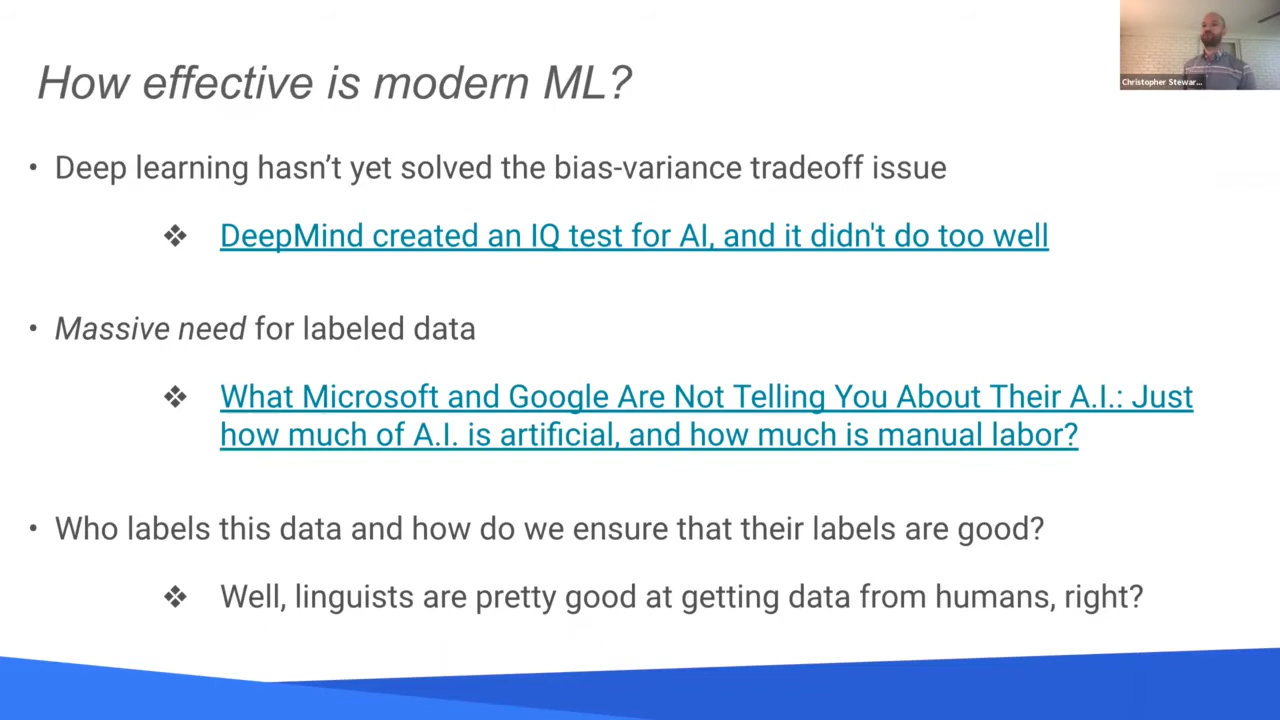 How effective is modern ML?
Christopher Stewar...
• Deep learning hasn’t yet solved the bias-variance tradeoff issue
❖ DeepMind created an IQ test for AI, and it didn't do too well
• Massive need for labeled data
❖ What Microsoft and Google Are Not Telling You About Their A.I.: Just
how much of A.I. is artificial, and how much is manual labor?
• Who labels this data and how do we ensure that their labels are good?
❖ Well, linguists are pretty good at getting data from humans, right?